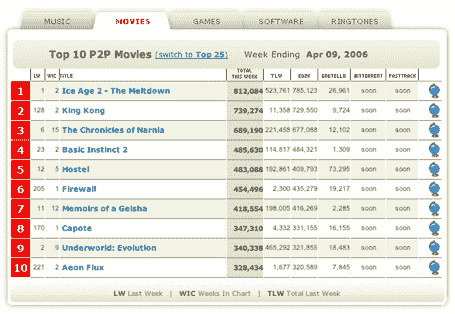 MUSIC MOVIES GAMES SOFTWARE RINGTONES
Top 10 P2P Movies (switch to Top 25) Week Ending Apr 09, 2006
LW WIC TITLE TOTAL THIS WEEK TLW ED2K GNUTELLA BITTORRENT FASTTRACK
1 1 2 Ice Age 2 - The Meltdown 812,084 523,761 785,123 26,961 soon soon
2 128 2 King Kong 739,274 11,358 729,550 9,724 soon soon
3 6 15 The Chronicles of Narnia 689,190 221,458 677,088 12,102 soon soon
4 23 2 Basic Instinct 2 485,630 114,817 484,321 1,309 soon soon
5 12 5 Hostel 483,088 192,861 409,793 73,295 soon soon
6 205 1 Firewall 454,496 2,300 435,279 19,217 soon soon
7 11 12 Memoirs of a Geisha 418,554 198,005 416,269 2,285 soon soon
8 170 1 Capote 347,310 4,332 331,155 16,155 soon soon
9 2 9 Underworld: Evolution 340,338 465,292 321,855 18,483 soon soon
10 221 2 Aeon Flux 328,434 1,677 320,589 7,845 soon soon
LW Last Week | WIC Weeks In Chart | TLW Total Last Week